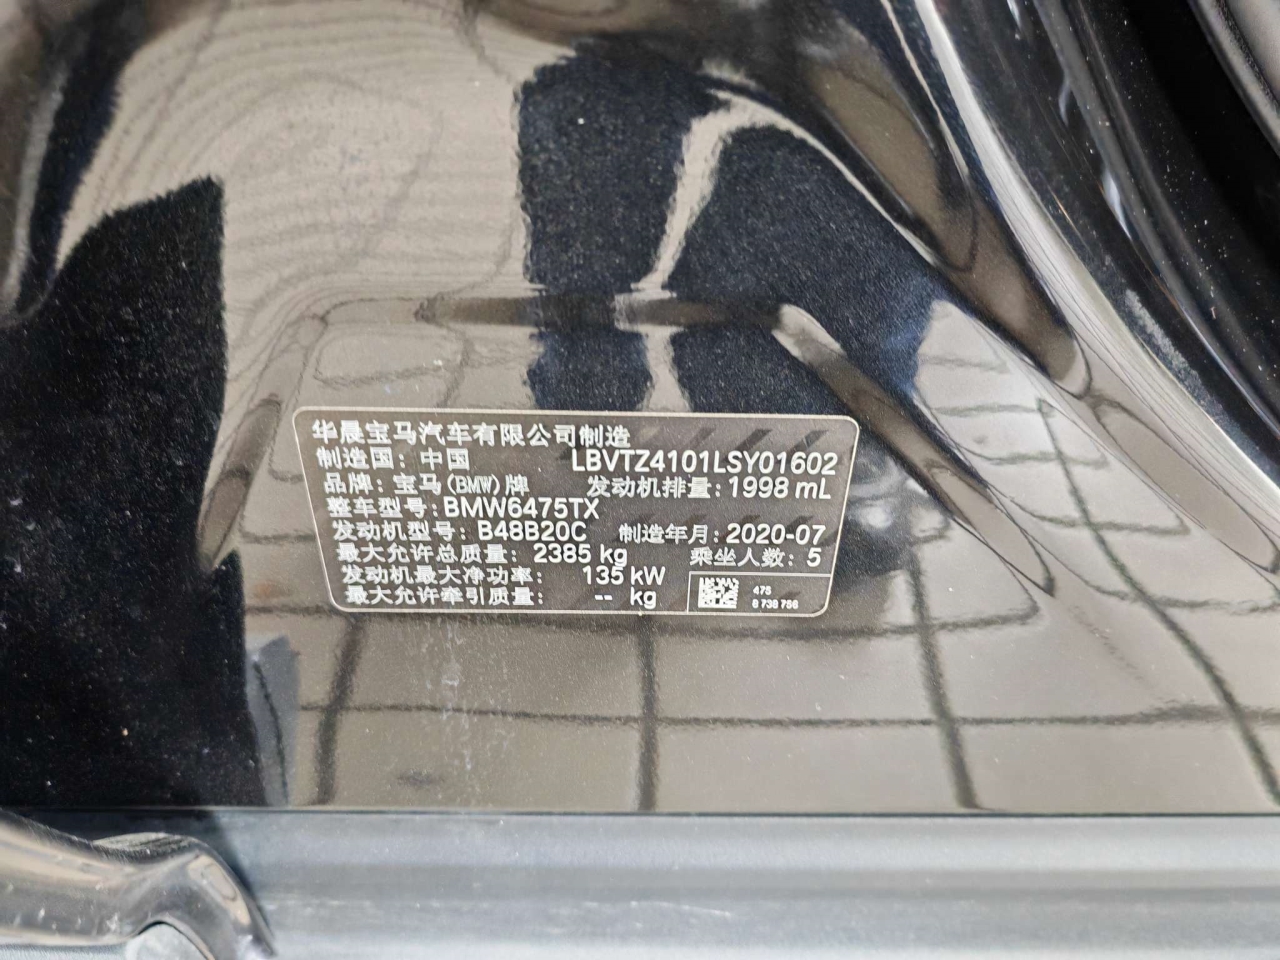 华晨宝马汽车有限公司制造
制造国：中国 LBVTZ4101LSY01602
品牌：宝马(BMW)牌 发动机排量：1998 mL
整车型号：BMW6475TX
发动机型号：B48B20C 制造年月：2020-07
最大允许总质量： 2385 kg 乘坐人数：5
发动机最大净功率： 135 kW
最大允许牵引质量： -- kg
475
8 738 756